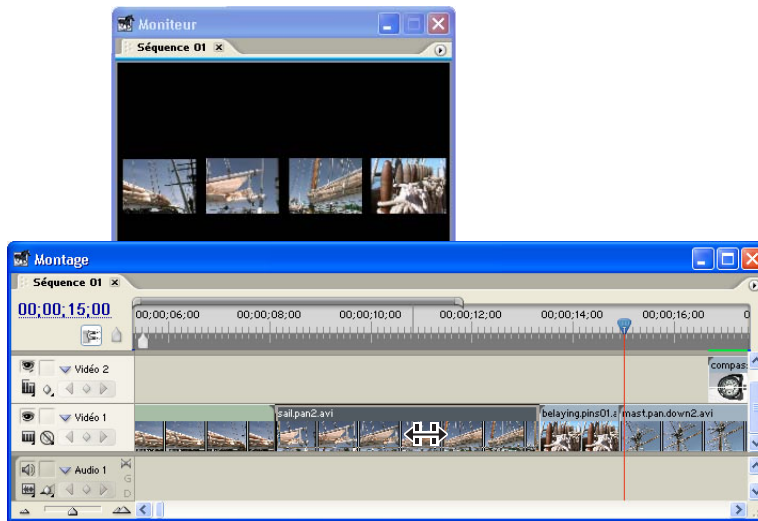 Moniteur
Séquence 01
Montage
Séquence 01
00;00;15;00
00;00;06;00 00;00;08;00 00;00;10;00 00;00;12;00 00;00;14;00 00;00;16;00 0
Vidéo 2
compas
Vidéo 1
sail.pan2.avi
belaying.pins01.a
mast.pan.down2.avi
Audio 1
G
D